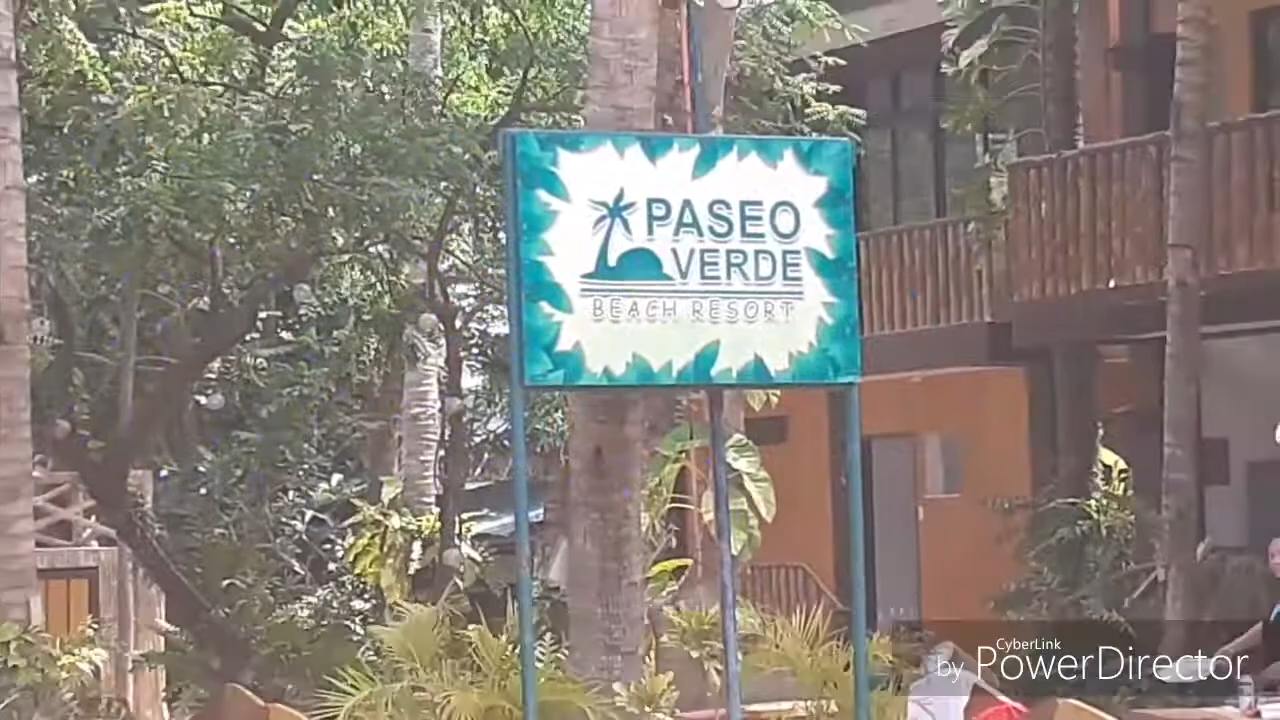 PASEO
VERDE
BEACH RESORT
CyberLink
by PowerDirector